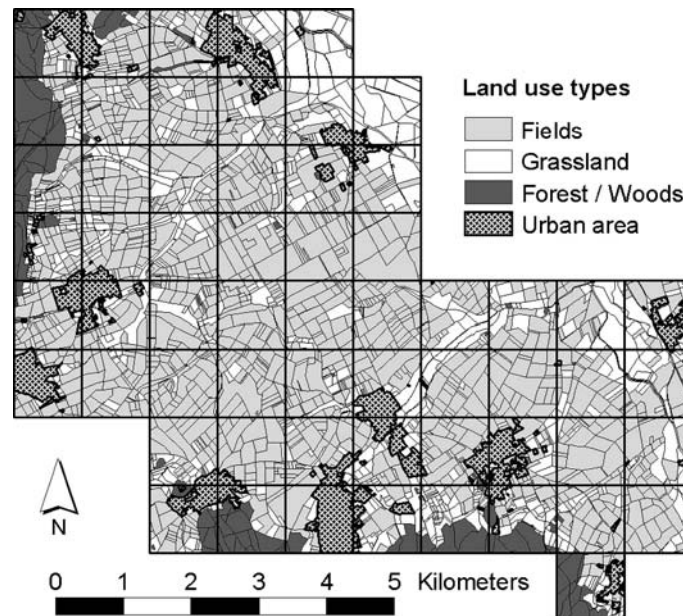 Land use types
Fields
Grassland
Forest / Woods
Urban area
N
0 1 2 3 4 5 Kilometers